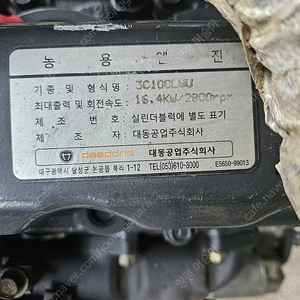 농용엔진
기종 및 형식명 : 3C100LWU
최대출력 및 회전속도 : 16.4KW/2800rpm
제조번호 : 실린더블럭에 별도 표기
제조자 : 대동공업주식회사
daedong 대동공업주식회사
대구광역시 달성군 논공읍 북리 1-12 TEL(053)610-3000
E5650-99013